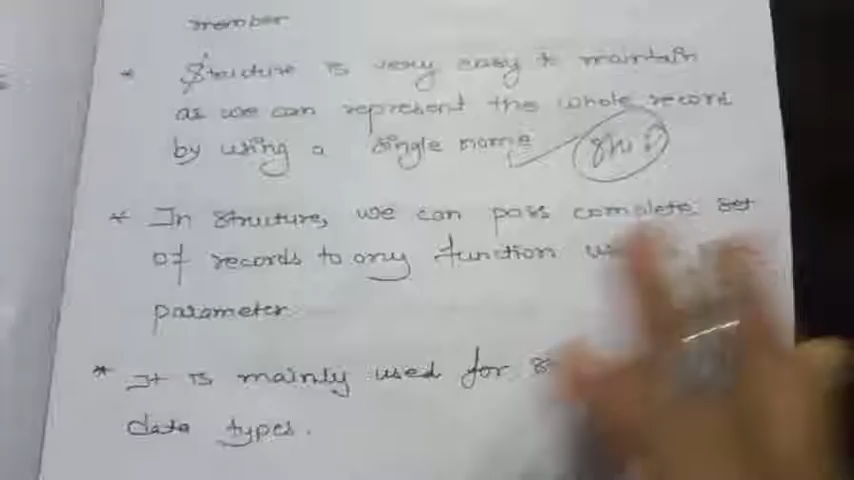 member
* Structure is very easy to maintain
as we can represent the whole record
by using a single name
* In structure, we can pass complete set
of records to any function
parameter
* It is mainly used for
data types.